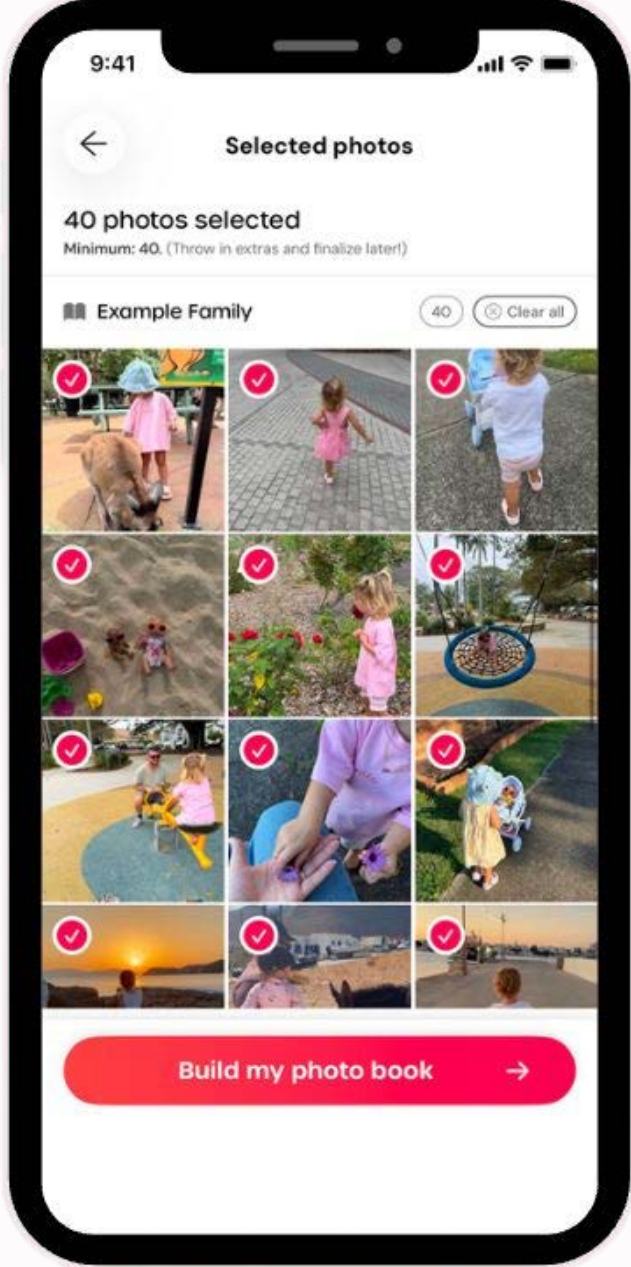 9:41
Selected photos
40 photos selected
Minimum: 40. (Throw in extras and finalize later!)
Example Family
40
Clear all
Build my photo book